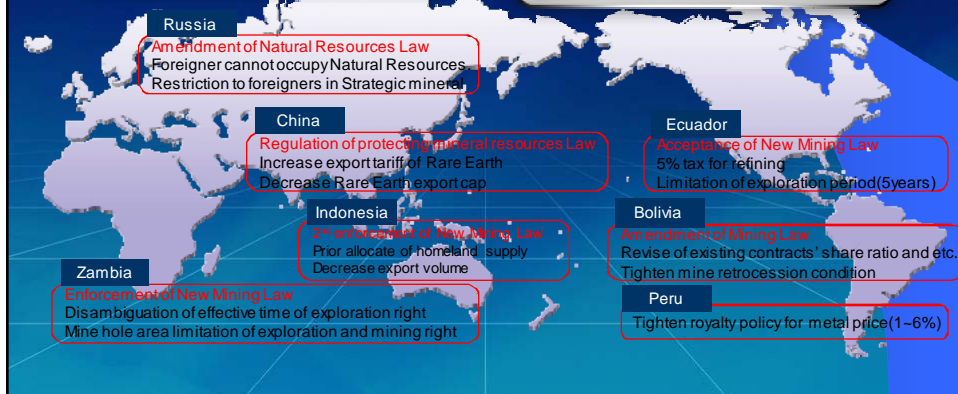 Russia
Amendment of Natural Resources Law
Foreigner cannot occupy Natural Resources
Restriction to foreigners in Strategic mineral
China
Regulation of protecting mineral resources Law
Increase export tariff of Rare Earth
Decrease Rare Earth export cap
Ecuador
Acceptance of New Mining Law
5% tax for refining
Limitation of exploration period(5years)
Indonesia
2nd enforcement of New Mining Law
Prior allocate of homeland supply
Decrease export volume
Bolivia
Amendment of Mining Law
Revise of existing contracts' share ratio and etc.
Tighten mine retrocession condition
Zambia
Enforcement of New Mining Law
Disambiguation of effective time of exploration right
Mine hole area limitation of exploration and mining right
Peru
Tighten royalty policy for metal price(1~6%)